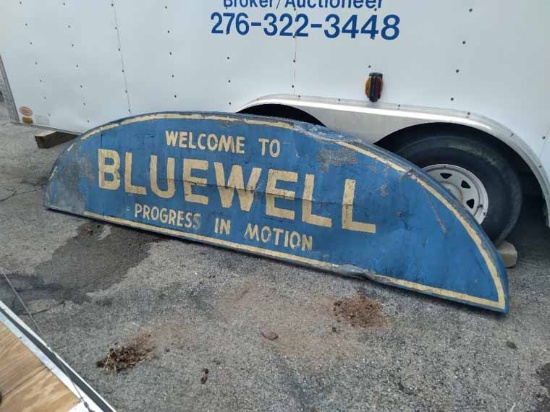 Broker/Auctioneer
276-322-3448
WELCOME TO
BLUEWELL
PROGRESS IN MOTION